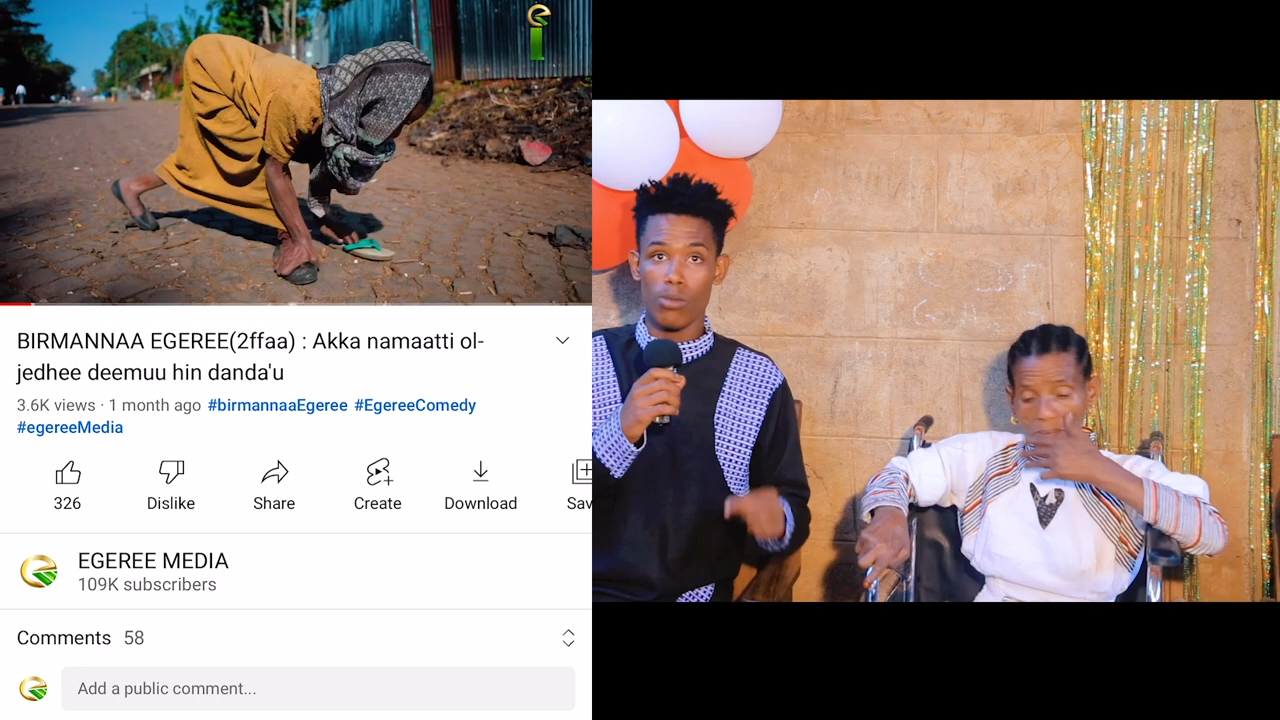 BIRMANNAA EGEREE(2ffaa) : Akka namaatti ol-
jedhee deemuu hin danda'u
3.6K views · 1 month ago #birmannaaEgeree #EgereeComedy
#egereeMedia
326 Dislike Share Create Download Sav
EGEREE MEDIA
109K subscribers
Comments 58
Add a public comment...